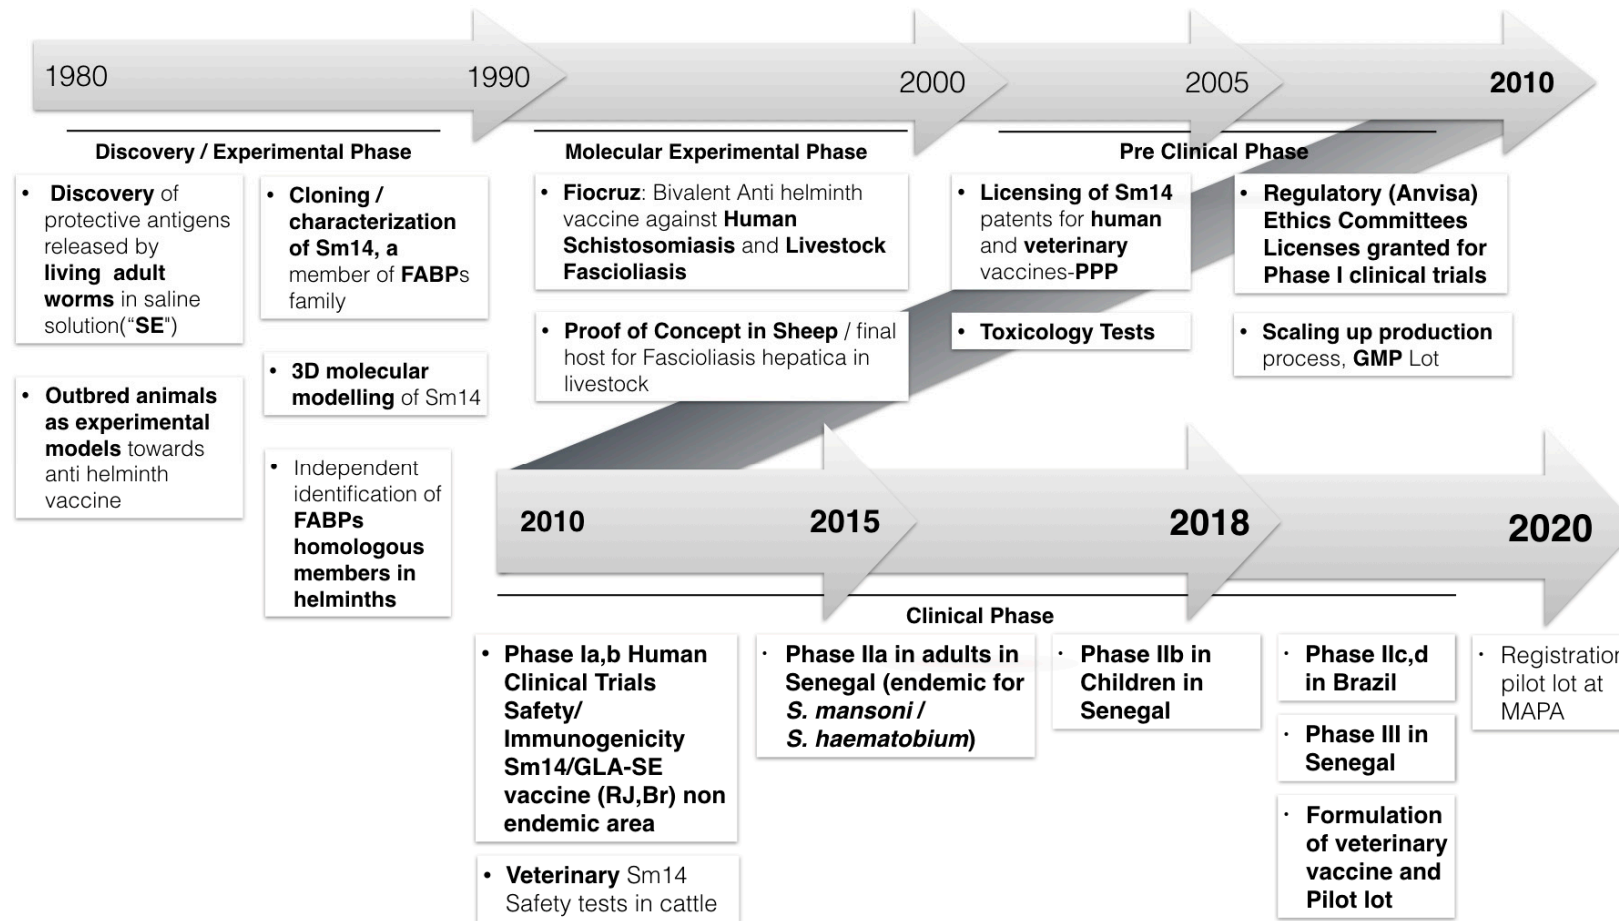 1980
1990
2000
2005
2010
Discovery / Experimental Phase
• Discovery of
protective antigens
released by
living adult
worms in saline
solution(“SE")
• Outbred animals
as experimental
models towards
anti helminth
vaccine
• Cloning /
characterization
of Sm14, a
member of FABPs
family
• 3D molecular
modelling of Sm14
• Independent
identification of
FABPs
homologous
members in
helminths
Molecular Experimental Phase
• Fiocruz: Bivalent Anti helminth
vaccine against Human
Schistosomiasis and Livestock
Fascioliasis
• Proof of Concept in Sheep / final
host for Fascioliasis hepatica in
livestock
Pre Clinical Phase
• Licensing of Sm14
patents for human
and veterinary
vaccines-PPP
• Toxicology Tests
• Regulatory (Anvisa)
Ethics Committees
Licenses granted for
Phase I clinical trials
• Scaling up production
process, GMP Lot
2010
2015
2018
2020
Clinical Phase
• Phase Ia,b Human
Clinical Trials
Safety/
Immunogenicity
Sm14/GLA-SE
vaccine (RJ,Br) non
endemic area
• Veterinary Sm14
Safety tests in cattle
· Phase IIa in adults in
Senegal (endemic for
S. mansoni /
S. haematobium)
· Phase IIb in
Children in
Senegal
· Phase IIc,d
in Brazil
· Phase III in
Senegal
· Formulation
of veterinary
vaccine and
Pilot lot
· Registration
pilot lot at
MAPA